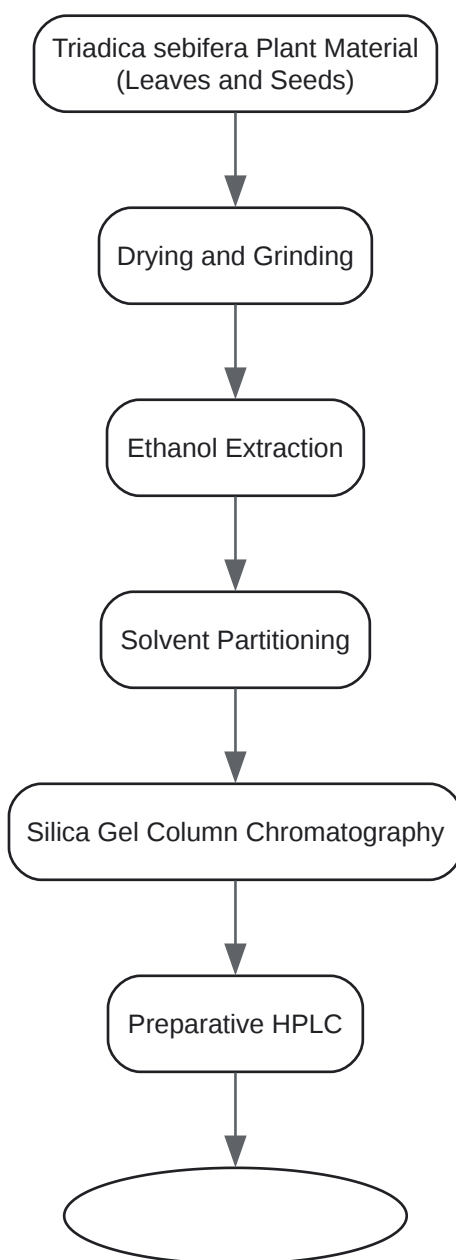 Triadica sebifera Plant Material
(Leaves and Seeds)
Drying and Grinding
Ethanol Extraction
Solvent Partitioning
Silica Gel Column Chromatography
Preparative HPLC